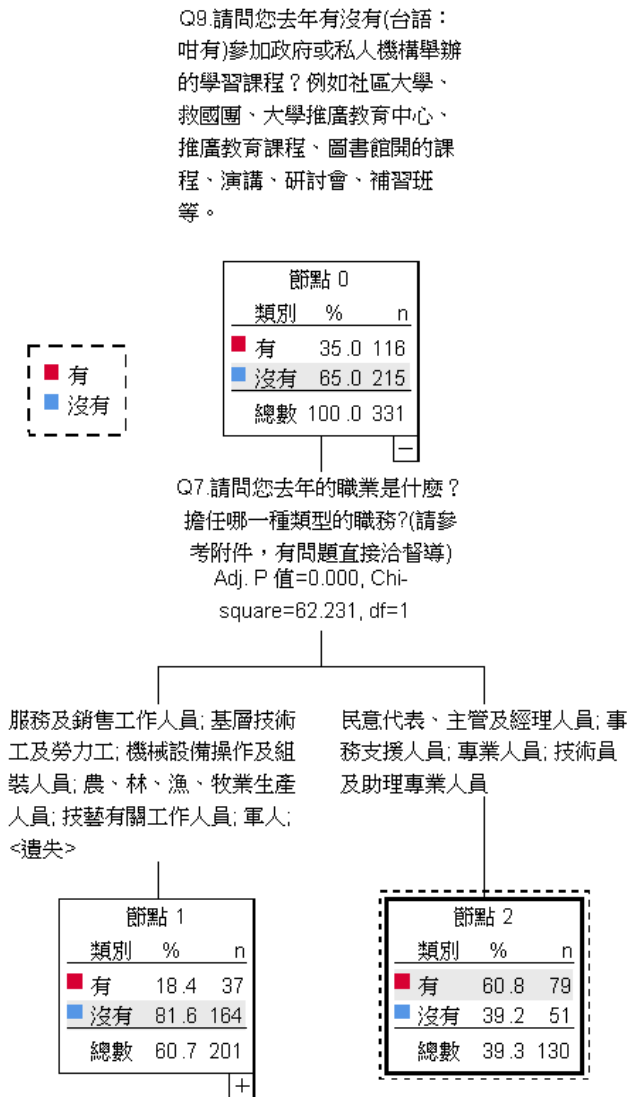 Q9.請問您去年有沒有(台語：
咁有)參加政府或私人機構舉辦
的學習課程？例如社區大學、
救國團、大學推廣教育中心、
推廣教育課程、圖書館開的課
程、演講、研討會、補習班
等。
節點 0
類別 % n
有 35.0 116
沒有 65.0 215
總數 100.0 331
有
沒有
Q7.請問您去年的職業是什麼？
擔任哪一種類型的職務?(請參
考附件，有問題直接洽督導)
Adj. P 值=0.000, Chi-
square=62.231, df=1
服務及銷售工作人員; 基層技術
工及勞力工; 機械設備操作及組
裝人員; 農、林、漁、牧業生產
人員; 技藝有關工作人員; 軍人;
<遺失>
民意代表、主管及經理人員; 事
務支援人員; 專業人員; 技術員
及助理專業人員
節點 1
類別 % n
有 18.4 37
沒有 81.6 164
總數 60.7 201
節點 2
類別 % n
有 60.8 79
沒有 39.2 51
總數 39.3 130